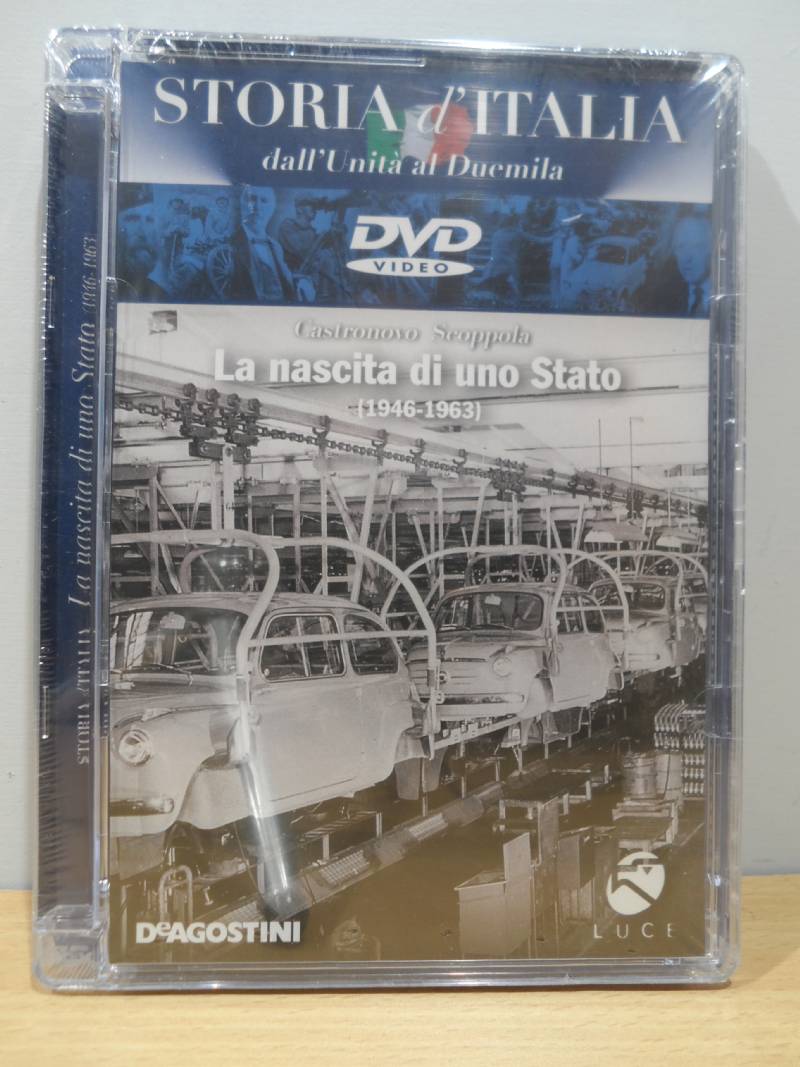 STORIA d'ITALIA
dall'Unità al Duemila
DVD
VIDEO
Castronovo Scoppola
La nascita di uno Stato
(1946-1963)
DeAGOSTINI
LUCE
STORIA d'ITALIA La nascita di uno Stato (1946-1963)